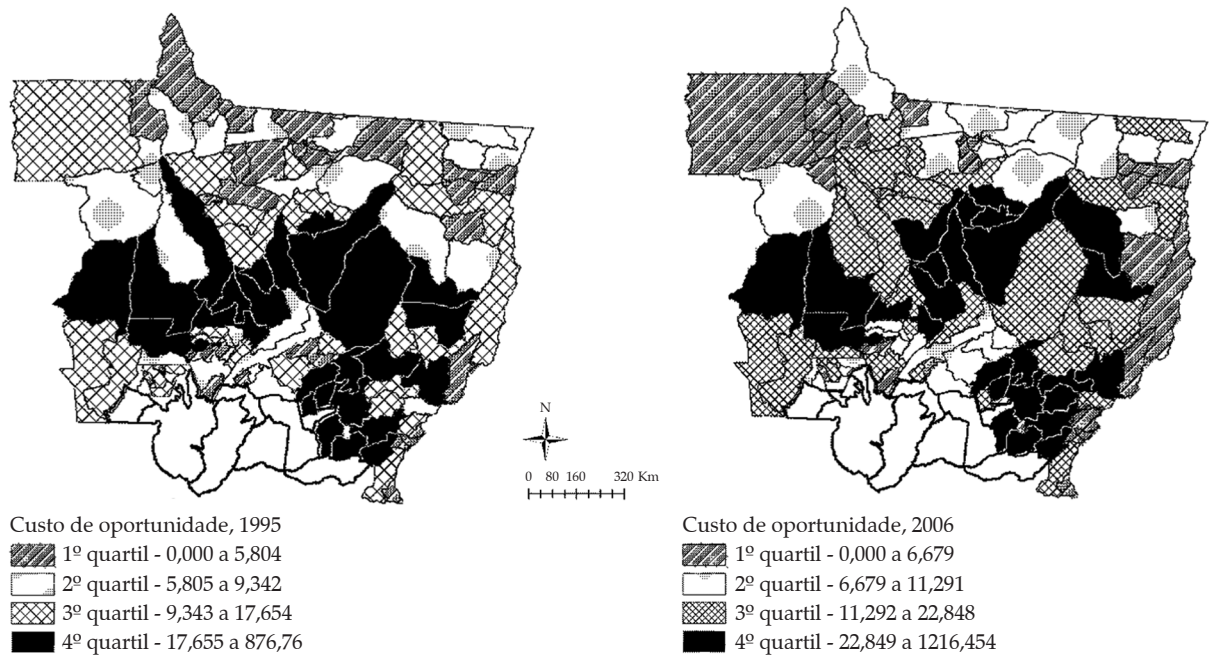 N
0 80 160 320 Km
Custo de oportunidade, 1995
1º quartil - 0,000 a 5,804
2º quartil - 5,805 a 9,342
3º quartil - 9,343 a 17,654
4º quartil - 17,655 a 876,76
Custo de oportunidade, 2006
1º quartil - 0,000 a 6,679
2º quartil - 6,679 a 11,291
3º quartil - 11,292 a 22,848
4º quartil - 22,849 a 1216,454